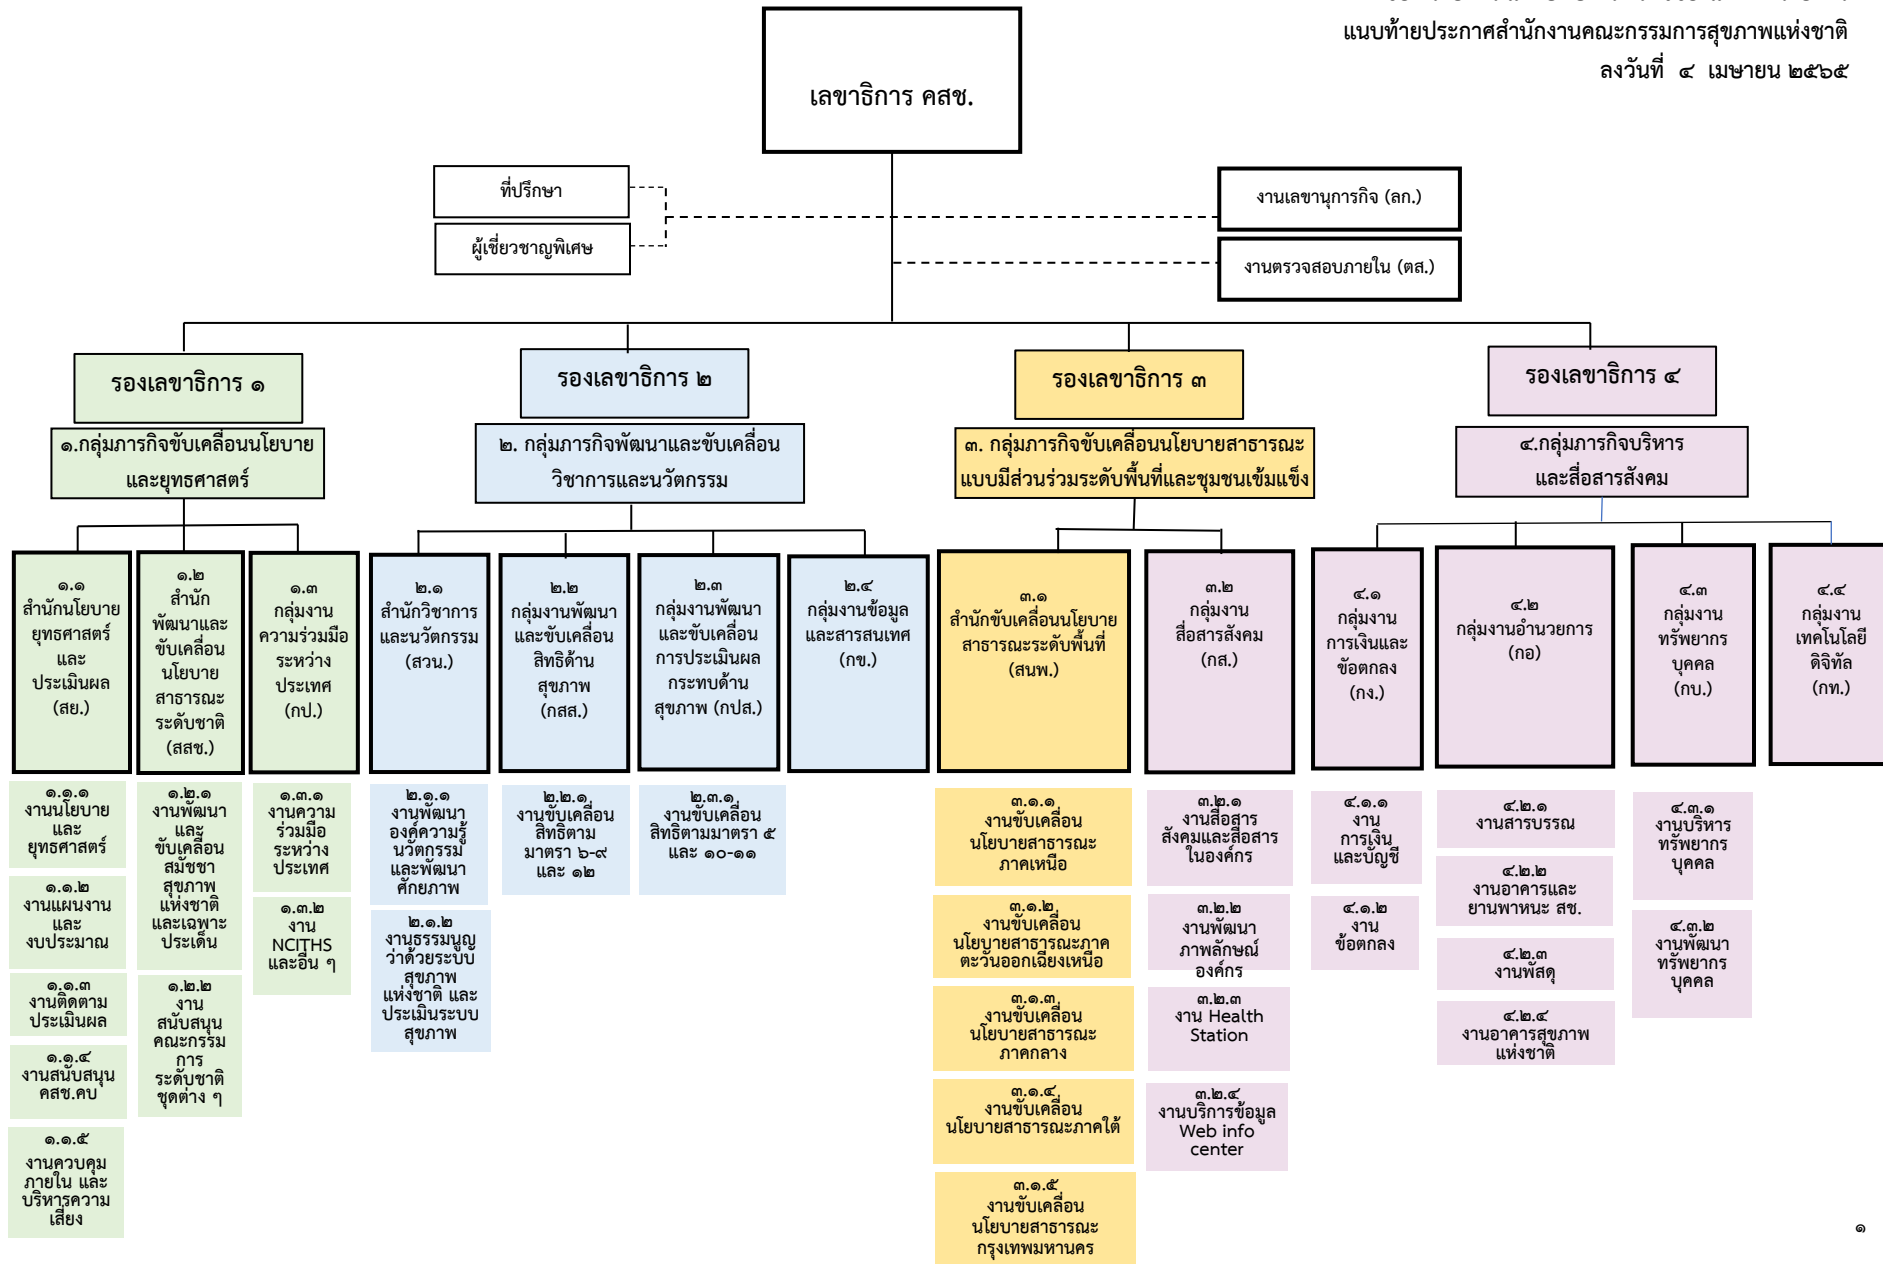 แนบท้ายประกาศสำนักงานคณะกรรมการสุขภาพแห่งชาติ
ลงวันที่ ๔ เมษายน ๒๕๖๕
เลขาธิการ คสช.
ที่ปรึกษา
ผู้เชี่ยวชาญพิเศษ
งานเลขานุการกิจ (ลก.)
งานตรวจสอบภายใน (ตส.)
รองเลขาธิการ ๑
รองเลขาธิการ ๒
รองเลขาธิการ ๓
รองเลขาธิการ ๔
๑.กลุ่มภารกิจขับเคลื่อนนโยบาย
และยุทธศาสตร์
๒. กลุ่มภารกิจพัฒนาและขับเคลื่อน
วิชาการและนวัตกรรม
๓. กลุ่มภารกิจขับเคลื่อนนโยบายสาธารณะ
แบบมีส่วนร่วมระดับพื้นที่และชุมชนเข้มแข็ง
๔.กลุ่มภารกิจบริหาร
และสื่อสารสังคม
๑.๑
สำนักนโยบาย
ยุทธศาสตร์
และ
ประเมินผล
(สย.)
๑.๒
สำนัก
พัฒนาและ
ขับเคลื่อน
นโยบาย
สาธารณะ
ระดับชาติ
(สสช.)
๑.๓
กลุ่มงาน
ความร่วมมือ
ระหว่าง
ประเทศ
(กป.)
๒.๑
สำนักวิชาการ
และนวัตกรรม
(สวน.)
๒.๒
กลุ่มงานพัฒนา
และขับเคลื่อน
สิทธิด้าน
สุขภาพ
(กสส.)
๒.๓
กลุ่มงานพัฒนา
และขับเคลื่อน
การประเมินผล
กระทบด้าน
สุขภาพ (กปส.)
๒.๔
กลุ่มงานข้อมูล
และสารสนเทศ
(กข.)
๓.๑
สำนักขับเคลื่อนนโยบาย
สาธารณะระดับพื้นที่
(สนพ.)
๓.๒
กลุ่มงาน
สื่อสารสังคม
(กส.)
๔.๑
กลุ่มงาน
การเงินและ
ข้อตกลง
(กง.)
๔.๒
กลุ่มงานอำนวยการ
(กอ)
๔.๓
กลุ่มงาน
ทรัพยากร
บุคคล
(กบ.)
๔.๔
กลุ่มงาน
เทคโนโลยี
ดิจิทัล
(กท.)
๑.๑.๑
งานนโยบาย
และ
ยุทธศาสตร์
๑.๑.๒
งานแผนงาน
และ
งบประมาณ
๑.๑.๓
งานติดตาม
ประเมินผล
๑.๑.๔
งานสนับสนุน
คสช.คบ
๑.๑.๕
งานควบคุม
ภายใน และ
บริหารความ
เสี่ยง
๑.๒.๑
งานพัฒนา
และ
ขับเคลื่อน
สมัชชา
สุขภาพ
แห่งชาติ
และเฉพาะ
ประเด็น
๑.๒.๒
งาน
สนับสนุน
คณะกรรม
การ
ระดับชาติ
ชุดต่าง ๆ
๑.๓.๑
งานความ
ร่วมมือ
ระหว่าง
ประเทศ
๑.๓.๒
งาน
NCITHS
และอื่น ๆ
๒.๑.๑
งานพัฒนา
องค์ความรู้
นวัตกรรม
และพัฒนา
ศักยภาพ
๒.๑.๒
งานธรรมนูญ
ว่าด้วยระบบ
สุขภาพ
แห่งชาติ และ
ประเมินระบบ
สุขภาพ
๒.๒.๑
งานขับเคลื่อน
สิทธิตาม
มาตรา ๖-๙
และ ๑๒
๒.๓.๑
งานขับเคลื่อน
สิทธิตามมาตรา ๕
และ ๑๐-๑๑
๓.๑.๑
งานขับเคลื่อน
นโยบายสาธารณะ
ภาคเหนือ
๓.๑.๒
งานขับเคลื่อน
นโยบายสาธารณะภาค
ตะวันออกเฉียงเหนือ
๓.๑.๓
งานขับเคลื่อน
นโยบายสาธารณะ
ภาคกลาง
๓.๑.๔
งานขับเคลื่อน
นโยบายสาธารณะภาคใต้
๓.๑.๕
งานขับเคลื่อน
นโยบายสาธารณะ
กรุงเทพมหานคร
๓.๒.๑
งานสื่อสาร
สังคมและสื่อสาร
ในองค์กร
๓.๒.๒
งานพัฒนา
ภาพลักษณ์
องค์กร
๓.๒.๓
งาน Health
Station
๓.๒.๔
งานบริการข้อมูล
Web info
center
๔.๑.๑
งาน
การเงิน
และบัญชี
๔.๑.๒
งาน
ข้อตกลง
๔.๒.๑
งานสารบรรณ
๔.๒.๒
งานอาคารและ
ยานพาหนะ สช.
๔.๒.๓
งานพัสดุ
๔.๒.๔
งานอาคารสุขภาพ
แห่งชาติ
๔.๓.๑
งานบริหาร
ทรัพยากร
บุคคล
๔.๓.๒
งานพัฒนา
ทรัพยากร
บุคคล
๑